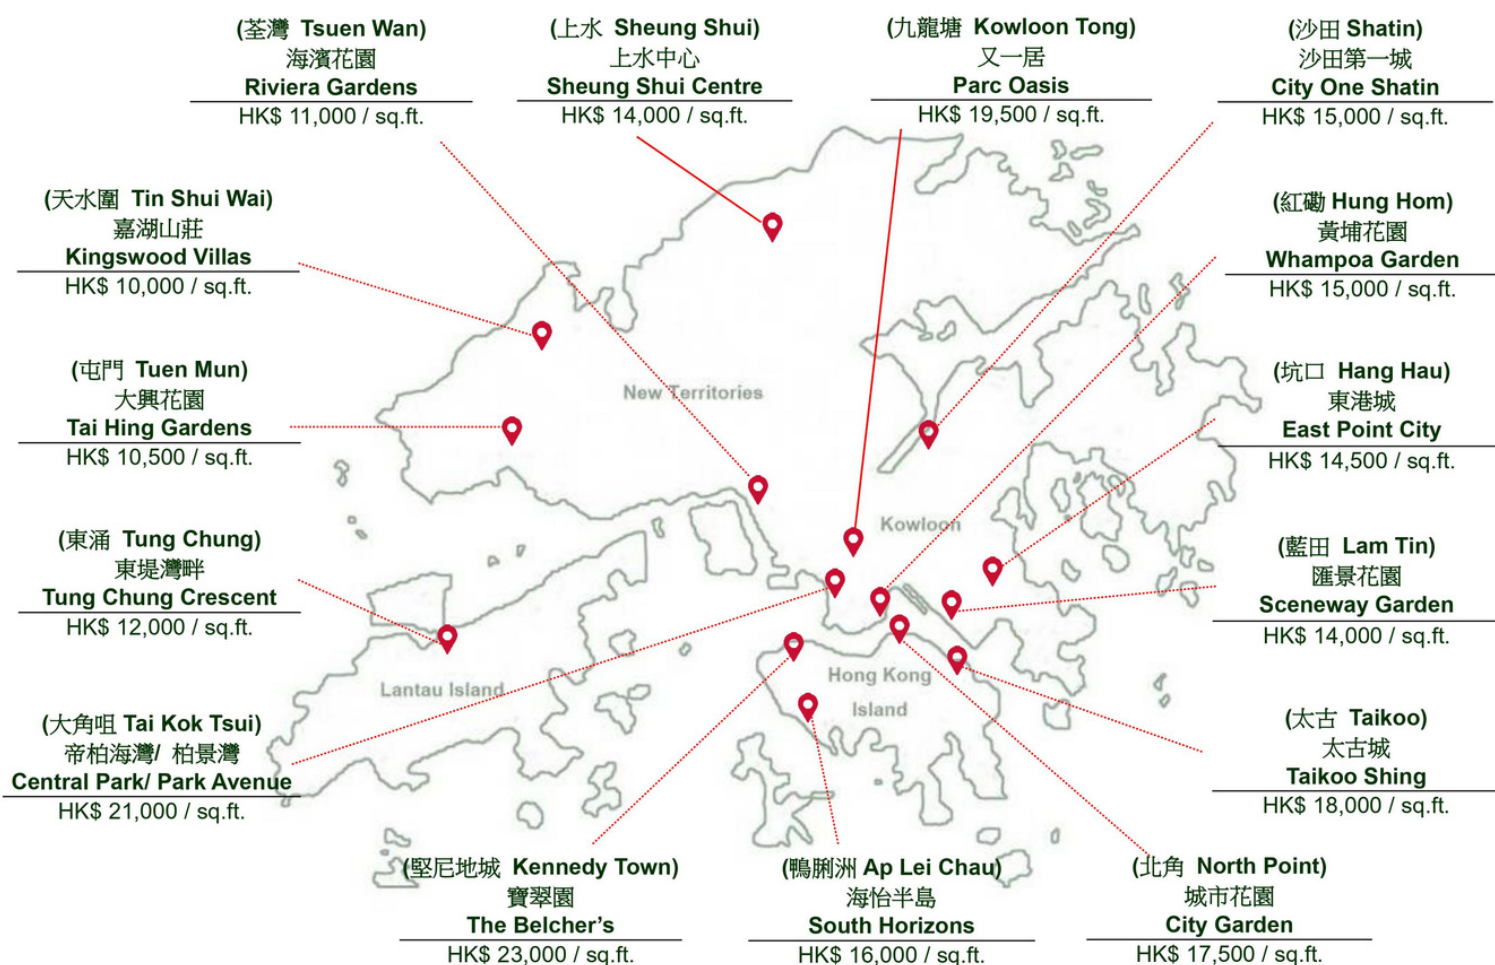 (荃灣 Tsuen Wan)
海濱花園
Riviera Gardens
HK$ 11,000 / sq.ft.
(上水 Sheung Shui)
上水中心
Sheung Shui Centre
HK$ 14,000 / sq.ft.
(九龍塘 Kowloon Tong)
又一居
Parc Oasis
HK$ 19,500 / sq.ft.
(沙田 Shatin)
沙田第一城
City One Shatin
HK$ 15,000 / sq.ft.
(天水圍 Tin Shui Wai)
嘉湖山莊
Kingswood Villas
HK$ 10,000 / sq.ft.
(紅磡 Hung Hom)
黃埔花園
Whampoa Garden
HK$ 15,000 / sq.ft.
(屯門 Tuen Mun)
大興花園
Tai Hing Gardens
HK$ 10,500 / sq.ft.
New Territories
(坑口 Hang Hau)
東港城
East Point City
HK$ 14,500 / sq.ft.
Kowloon
(東涌 Tung Chung)
東堤灣畔
Tung Chung Crescent
HK$ 12,000 / sq.ft.
(藍田 Lam Tin)
匯景花園
Sceneway Garden
HK$ 14,000 / sq.ft.
Lantau Island
Hong Kong
Island
(大角咀 Tai Kok Tsui)
帝柏海灣/ 柏景灣
Central Park/ Park Avenue
HK$ 21,000 / sq.ft.
(太古 Taikoo)
太古城
Taikoo Shing
HK$ 18,000 / sq.ft.
(堅尼地城 Kennedy Town)
寶翠園
The Belcher's
HK$ 23,000 / sq.ft.
(鴨脷洲 Ap Lei Chau)
海怡半島
South Horizons
HK$ 16,000 / sq.ft.
(北角 North Point)
城市花園
City Garden
HK$ 17,500 / sq.ft.